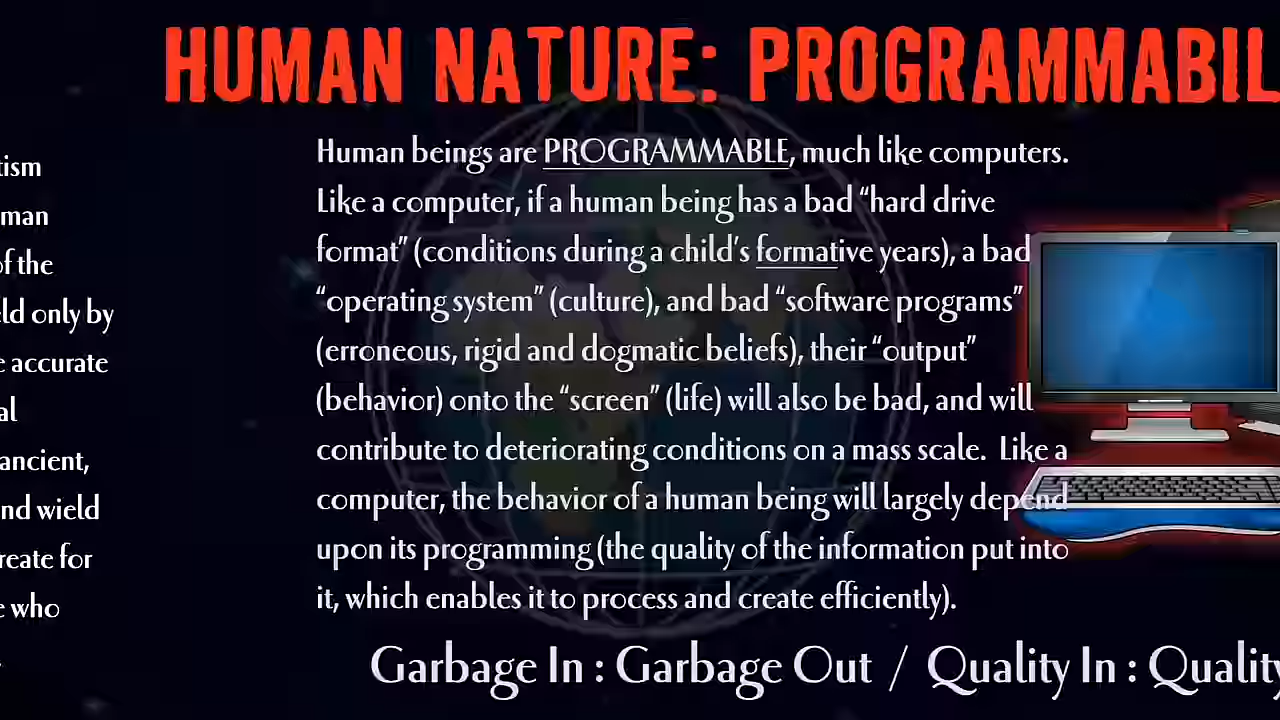 HUMAN NATURE: PROGRAMMABIL
Human beings are PROGRAMMABLE, much like computers.
Like a computer, if a human being has a bad “hard drive
format” (conditions during a child’s formative years), a bad
“operating system” (culture), and bad “software programs”
(erroneous, rigid and dogmatic beliefs), their “output”
(behavior) onto the “screen” (life) will also be bad, and will
contribute to deteriorating conditions on a mass scale. Like a
computer, the behavior of a human being will largely depend
upon its programming (the quality of the information put into
it, which enables it to process and create efficiently).
Garbage In : Garbage Out / Quality In : Quality
tism
man
of the
ld only by
accurate
al
ancient,
nd wield
reate for
who